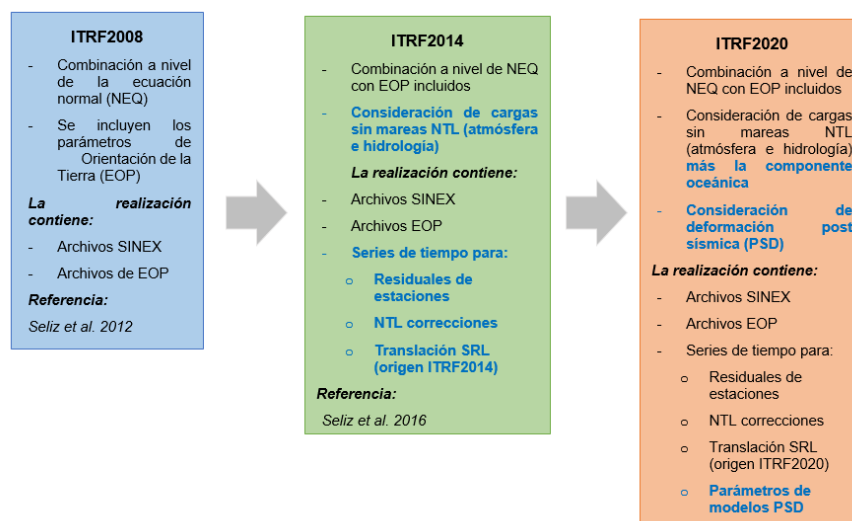 ITRF2008
- Combinación a nivel
de la ecuación
normal (NEQ)
- Se incluyen los
parámetros de
Orientación de la
Tierra (EOP)
La realización
contiene:
- Archivos SINEX
- Archivos de EOP
Referencia:
Seliz et al. 2012
ITRF2014
- Combinación a nivel de NEQ
con EOP incluidos
- Consideración de cargas
sin mareas NTL (atmósfera
e hidrología)
La realización contiene:
- Archivos SINEX
- Archivos EOP
- Series de tiempo para:
o Residuales de
estaciones
o NTL correcciones
o Translación SRL
(origen ITRF2014)
Referencia:
Seliz et al. 2016
ITRF2020
- Combinación a nivel de
NEQ con EOP incluidos
- Consideración de cargas
sin mareas NTL
(atmósfera e hidrología)
más la componente
oceánica
- Consideración de
deformación post
sísmica (PSD)
La realización contiene:
- Archivos SINEX
- Archivos EOP
- Series de tiempo para:
o Residuales de
estaciones
o NTL correcciones
o Translación SRL
(origen ITRF2020)
o Parámetros de
modelos PSD